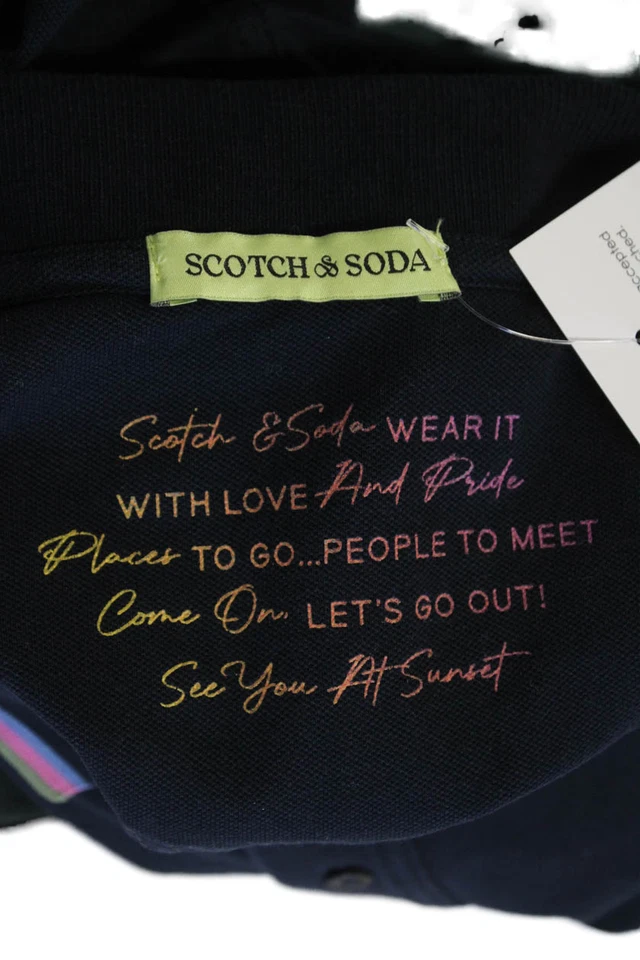 SCOTCH & SODA
accepted
Scotch & Soda WEAR IT
WITH LOVE And Pride
Places TO GO...PEOPLE TO MEET
Come On, LET'S GO OUT!
See You At Sunset